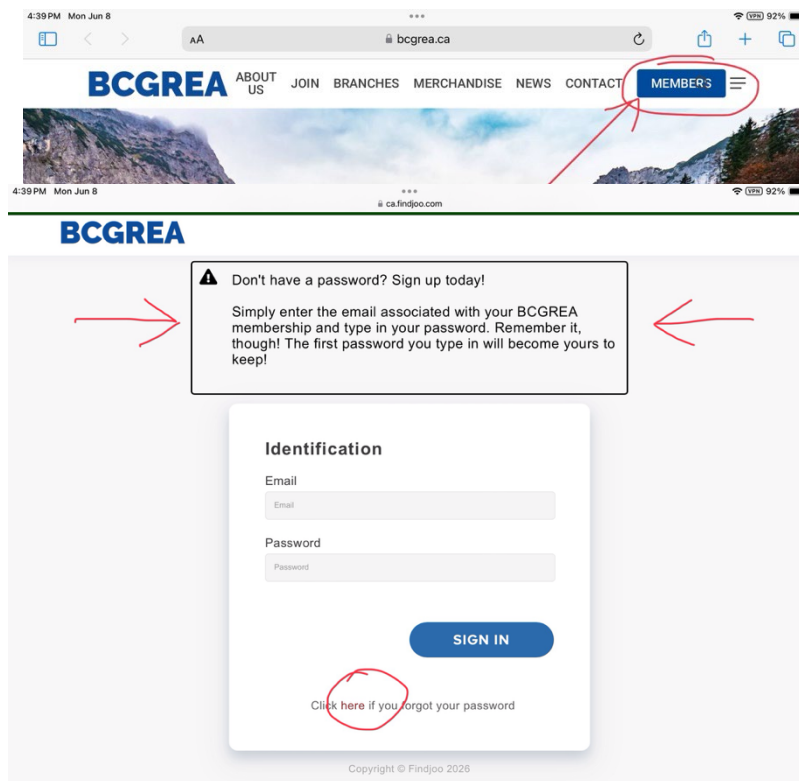 4:39 PM Mon Jun 8
VPN 92%
AA bcgrea.ca
BCGREA ABOUT US JOIN BRANCHES MERCHANDISE NEWS CONTACT MEMBERS
4:39 PM Mon Jun 8
VPN 92%
ca.findjoo.com
BCGREA
Don't have a password? Sign up today!
Simply enter the email associated with your BCGREA
membership and type in your password. Remember it,
though! The first password you type in will become yours to
keep!
Identification
Email
Email
Password
Password
SIGN IN
Click here if you forgot your password
Copyright © Findjoo 2026